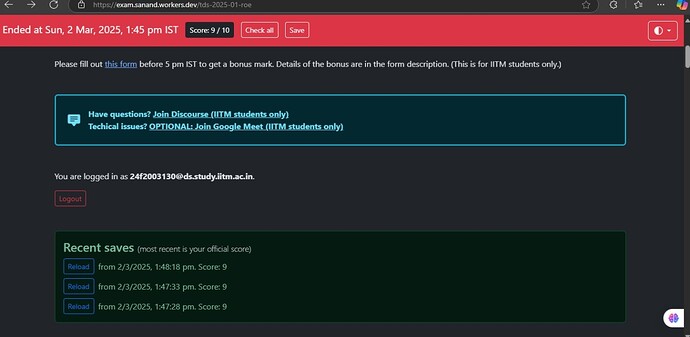 https://exam.sanand.workers.dev/tds-2025-01-roe
Ended at Sun, 2 Mar, 2025, 1:45 pm IST Score: 9 / 10 Check all Save
Please fill out this form before 5 pm IST to get a bonus mark. Details of the bonus are in the form description. (This is for IITM students only.)
Have questions? Join Discourse (IITM students only)
Techical issues? OPTIONAL: Join Google Meet (IITM students only)
You are logged in as 24f2003130@ds.study.iitm.ac.in.
Logout
Recent saves (most recent is your official score)
Reload from 2/3/2025, 1:48:18 pm. Score: 9
Reload from 2/3/2025, 1:47:33 pm. Score: 9
Reload from 2/3/2025, 1:47:28 pm. Score: 9